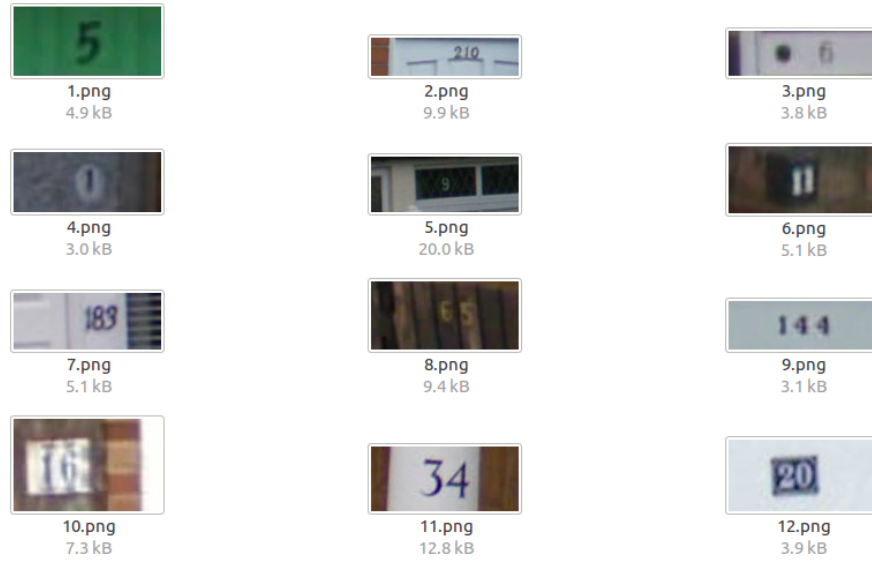 5 210 6
1.png 2.png 3.png
4.9 kB 9.9 kB 3.8 kB
1 9 11
4.png 5.png 6.png
3.0 kB 20.0 kB 5.1 kB
183 65 144
7.png 8.png 9.png
5.1 kB 9.4 kB 3.1 kB
16 34 20
10.png 11.png 12.png
7.3 kB 12.8 kB 3.9 kB